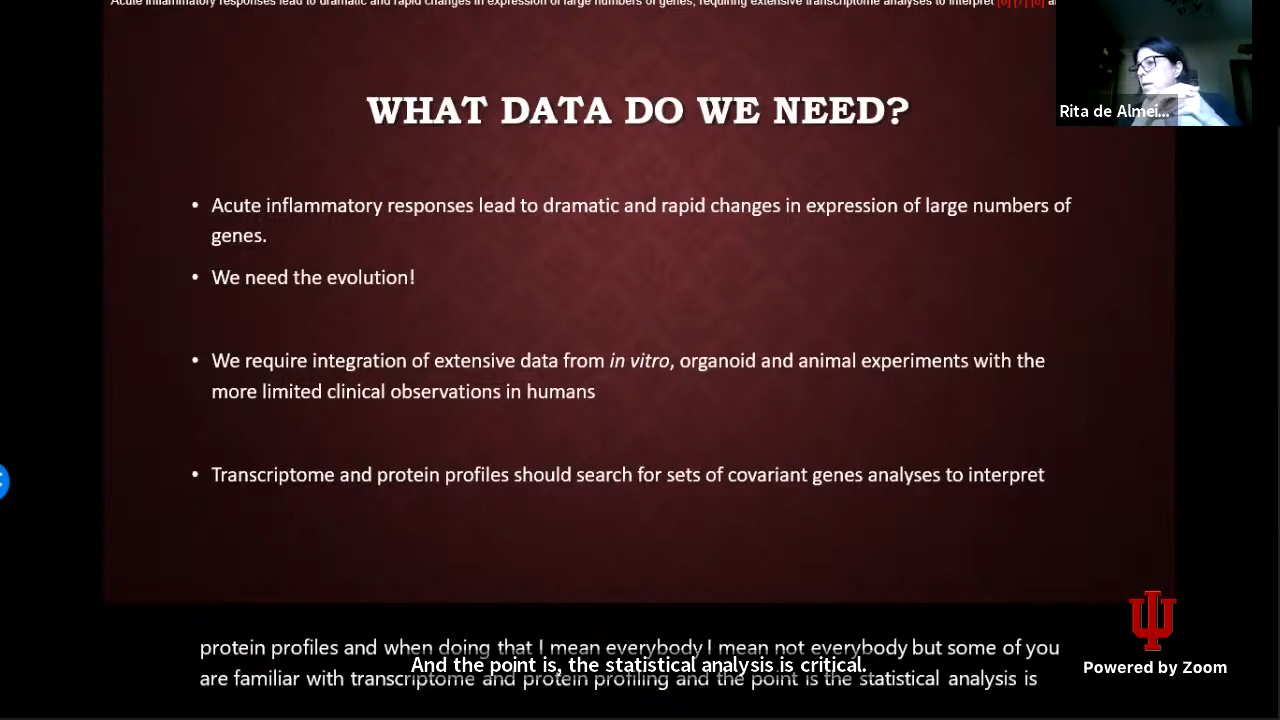 Acute inflammatory responses lead to dramatic and rapid changes in expression of large numbers of genes, requiring extensive transcriptome analyses to interpret [6] [7] [8] a
WHAT DATA DO WE NEED?
Rita de Almei...
• Acute inflammatory responses lead to dramatic and rapid changes in expression of large numbers of
genes.
• We need the evolution!
• We require integration of extensive data from in vitro, organoid and animal experiments with the
more limited clinical observations in humans
• Transcriptome and protein profiles should search for sets of covariant genes analyses to interpret
protein profiles and when doing that I mean everybody I mean not everybody but some of you
And the point is, the statistical analysis is critical.
are familiar with transcriptome and protein profiling and the point is the statistical analysis is
Powered by Zoom